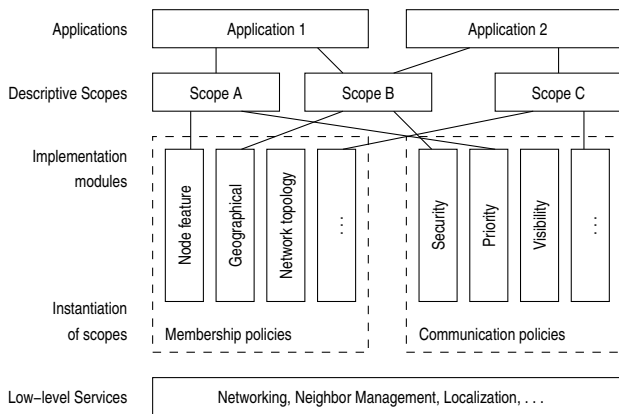 Applications
Application 1
Application 2
Descriptive Scopes
Scope A
Scope B
Scope C
Implementation
modules
Node feature
Geographical
Network topology
. . .
Security
Priority
Visibility
. . .
Instantiation
of scopes
Membership policies
Communication policies
Low−level Services
Networking, Neighbor Management, Localization, . . .